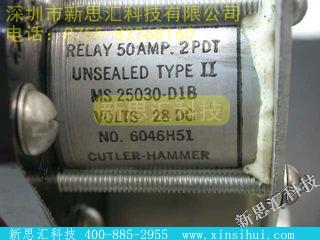 深圳市新思汇科技有限公司
RELAY 50AMP. 2PDT
UNSEALED TYPE II
MS 25030-D1B
VOLTS 28 DC
NO. 6046H51
CUTLER-HAMMER
新思汇科技
新思汇科技 400-885-2955 www.xinsihui.com